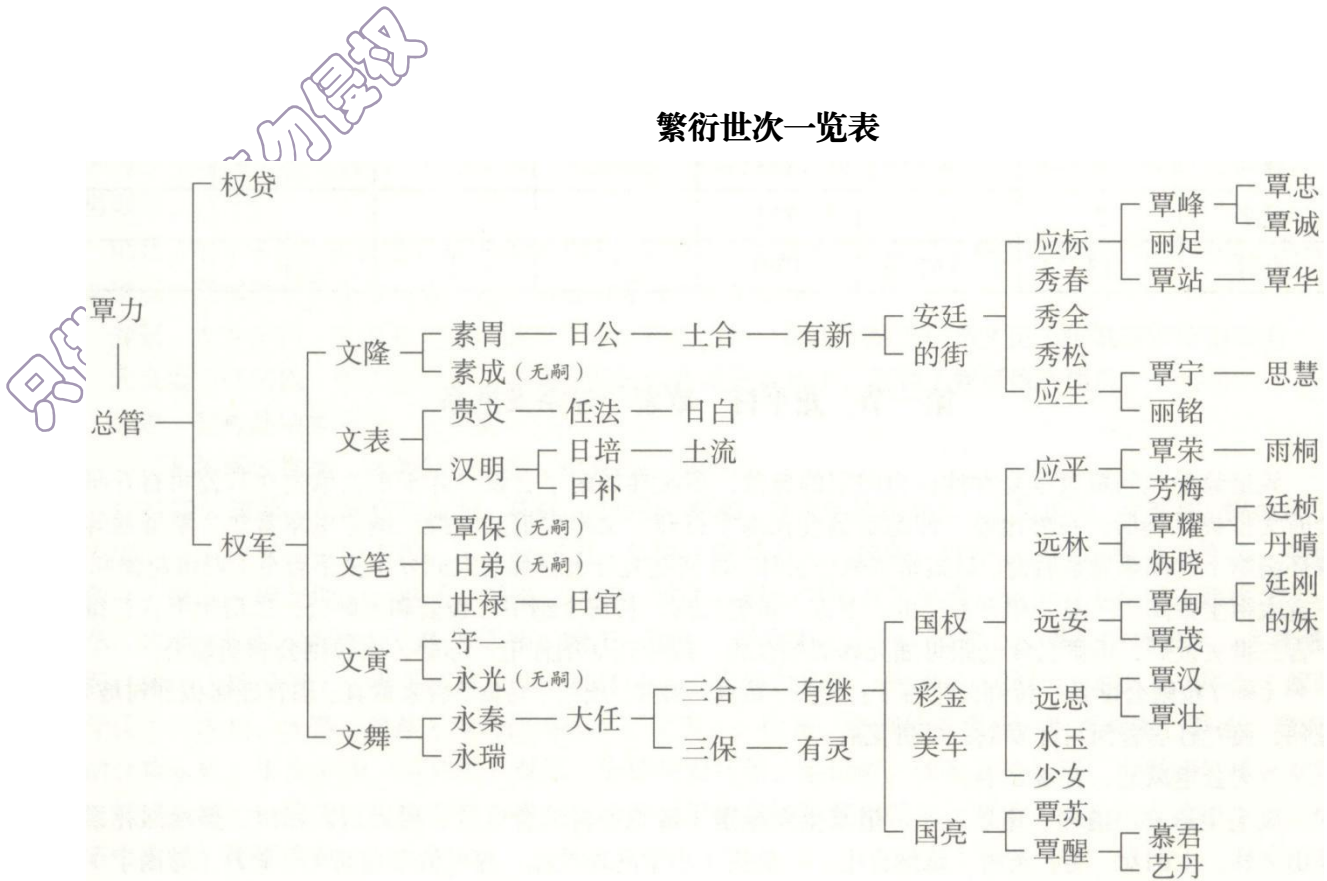 只作
勿侵权
繁衍世次一览表
权贷 覃峰 覃忠
覃诚
应标 丽足
秀春 覃站 覃华
覃力 安廷 秀全
文隆 素胃 日公 土合 有新 的街 秀松
素成(无嗣) 应生 覃宁 思慧
总管 贵文 任法 日白 丽铭
文表 日培 土流 覃荣 雨桐
汉明 日补 应平 芳梅
权军 覃保(无嗣) 远林 覃耀 廷桢
文笔 日弟(无嗣) 炳晓 丹晴
世禄 日宜 国权 远安 覃甸 廷刚
文寅 守一 覃茂 的妹
永光(无嗣) 三合 有继 彩金 远思 覃汉
文舞 永秦 大任 水玉 覃壮
永瑞 三保 有灵 美车 少女
国亮 覃苏
覃醒 慕君
艺丹